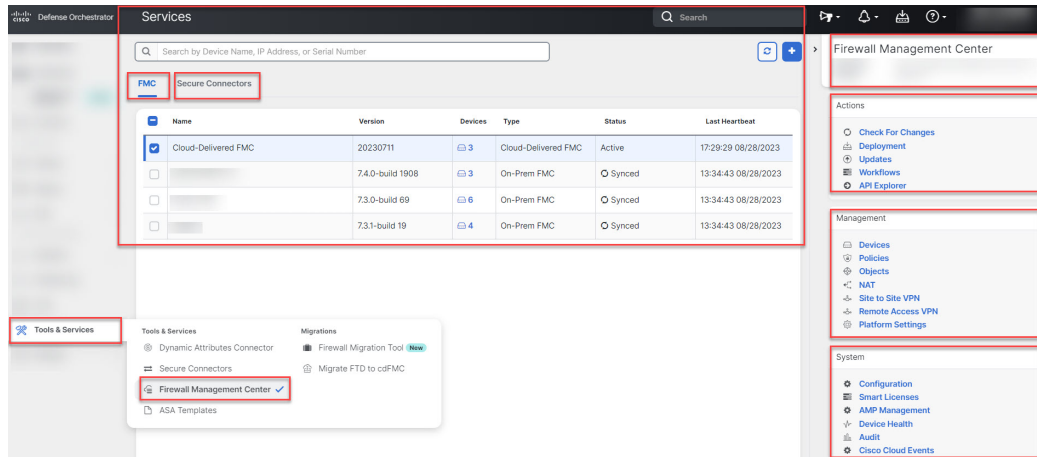 CISCO Defense Orchestrator
Services
Search
Search by Device Name, IP Address, or Serial Number
FMC
Secure Connectors
Name Version Devices Type Status Last Heartbeat
Cloud-Delivered FMC 20230711 3 Cloud-Delivered FMC Active 17:29:29 08/28/2023
7.4.0-build 1908 3 On-Prem FMC Synced 13:34:43 08/28/2023
7.3.0-build 69 6 On-Prem FMC Synced 13:34:43 08/28/2023
7.3.1-build 19 4 On-Prem FMC Synced 13:34:43 08/28/2023
Tools & Services
Tools & Services
Dynamic Attributes Connector
Secure Connectors
Firewall Management Center
ASA Templates
Migrations
Firewall Migration Tool New
Migrate FTD to cdFMC
Firewall Management Center
Actions
Check For Changes
Deployment
Updates
Workflows
API Explorer
Management
Devices
Policies
Objects
NAT
Site to Site VPN
Remote Access VPN
Platform Settings
System
Configuration
Smart Licenses
AMP Management
Device Health
Audit
Cisco Cloud Events